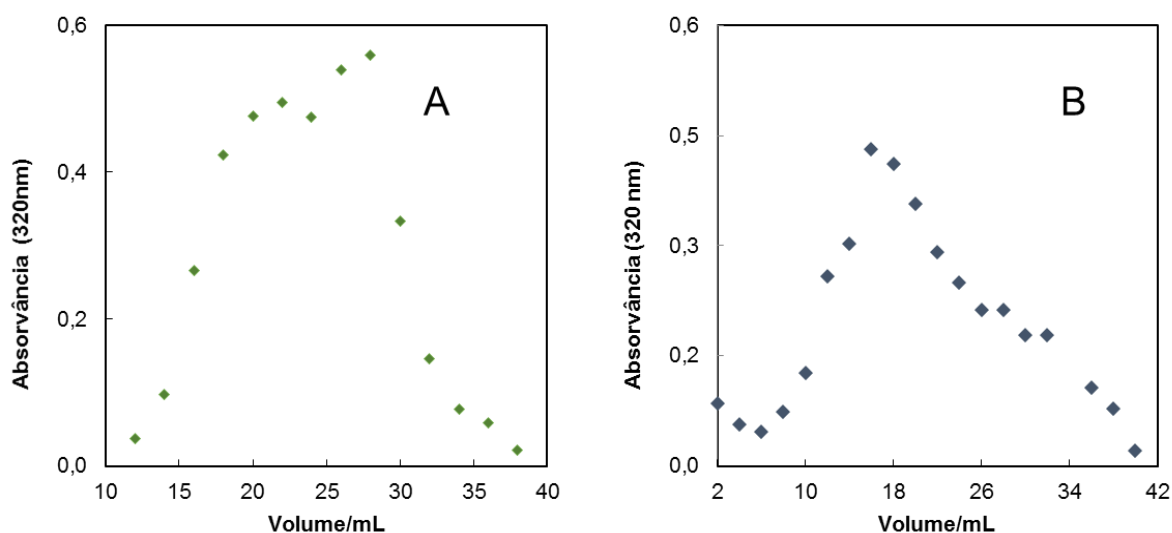 0,6
0,4
0,2
0,0
10 15 20 25 30 35 40
Absorvância (320nm)
Volume/mL
A
0,6
0,5
0,3
0,2
0,0
2 10 18 26 34 42
Absorvância (320 nm)
Volume/mL
B